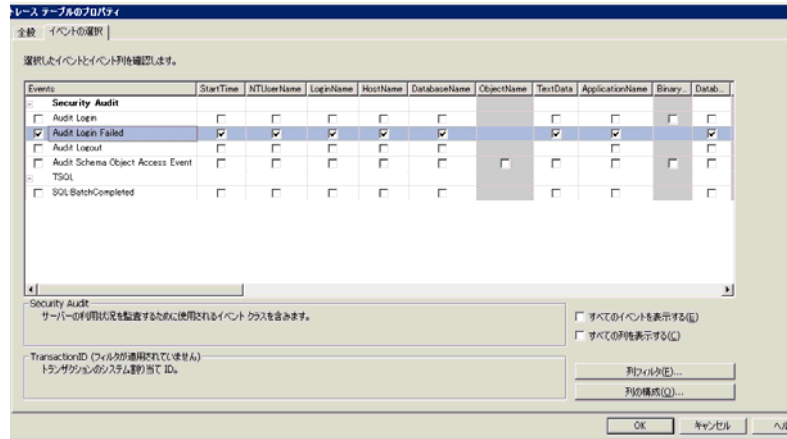 トレース テーブルのプロパティ
全般 イベントの選択
選択したイベントとイベント列を確認します。
Events StartTime NTUserName LoginName HostName DatabaseName ObjectName TextData ApplicationName Binary... Datab...
Security Audit
Audit Login
Audit Login Failed
Audit Logout
Audit Schema Object Access Event
TSQL
SQL:BatchCompleted
Security Audit
サーバーの利用状況を監査するために使用されるイベント クラスを含みます。
すべてのイベントを表示する(E)
すべての列を表示する(C)
TransactionID (フィルタが適用されていません)
トランザクションのシステム割り当て ID。
列フィルタ(F)...
列の構成(O)...
OK キャンセル ヘル